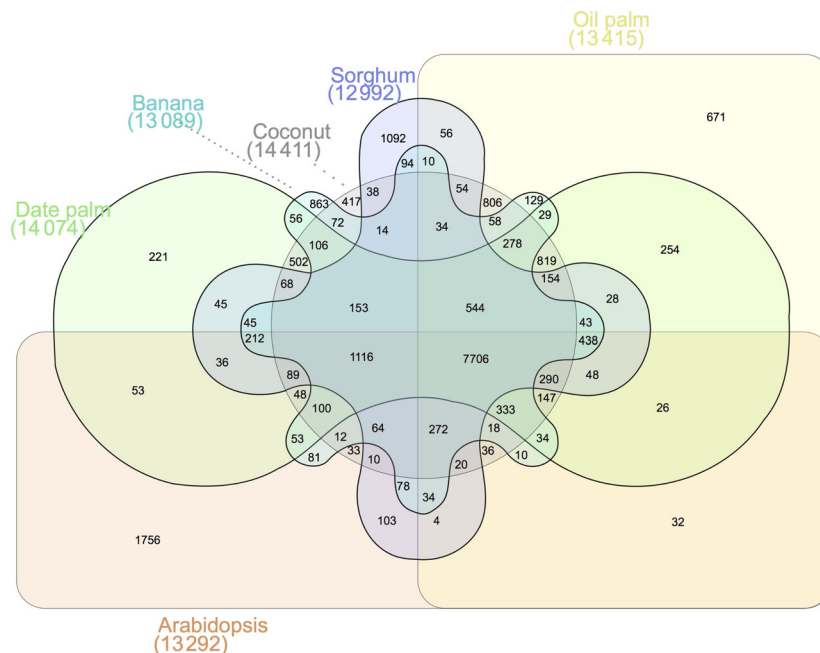 Oil palm
(13 415)
Sorghum
(12 992)
Banana
(13 089)
Coconut
(14 411)
Date palm
(14 074)
671
1092 56
94 10
863 417 38 54 806 129
56 72 14 34 58 29
106 278
221 502 819 254
68 154
45 153 544 28
45 43
212 438
36 1116 7706 48
89 290
53 48 147 26
100 333
64 272 18
53 12 34
81 33 10 20 36 10
78 34
103 4 32
1756
Arabidopsis
(13 292)